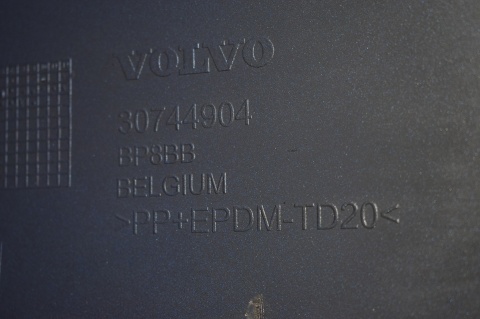 VOLVO
30744904
BP8BB
BELGIUM
>PP+EPDM-TD20<